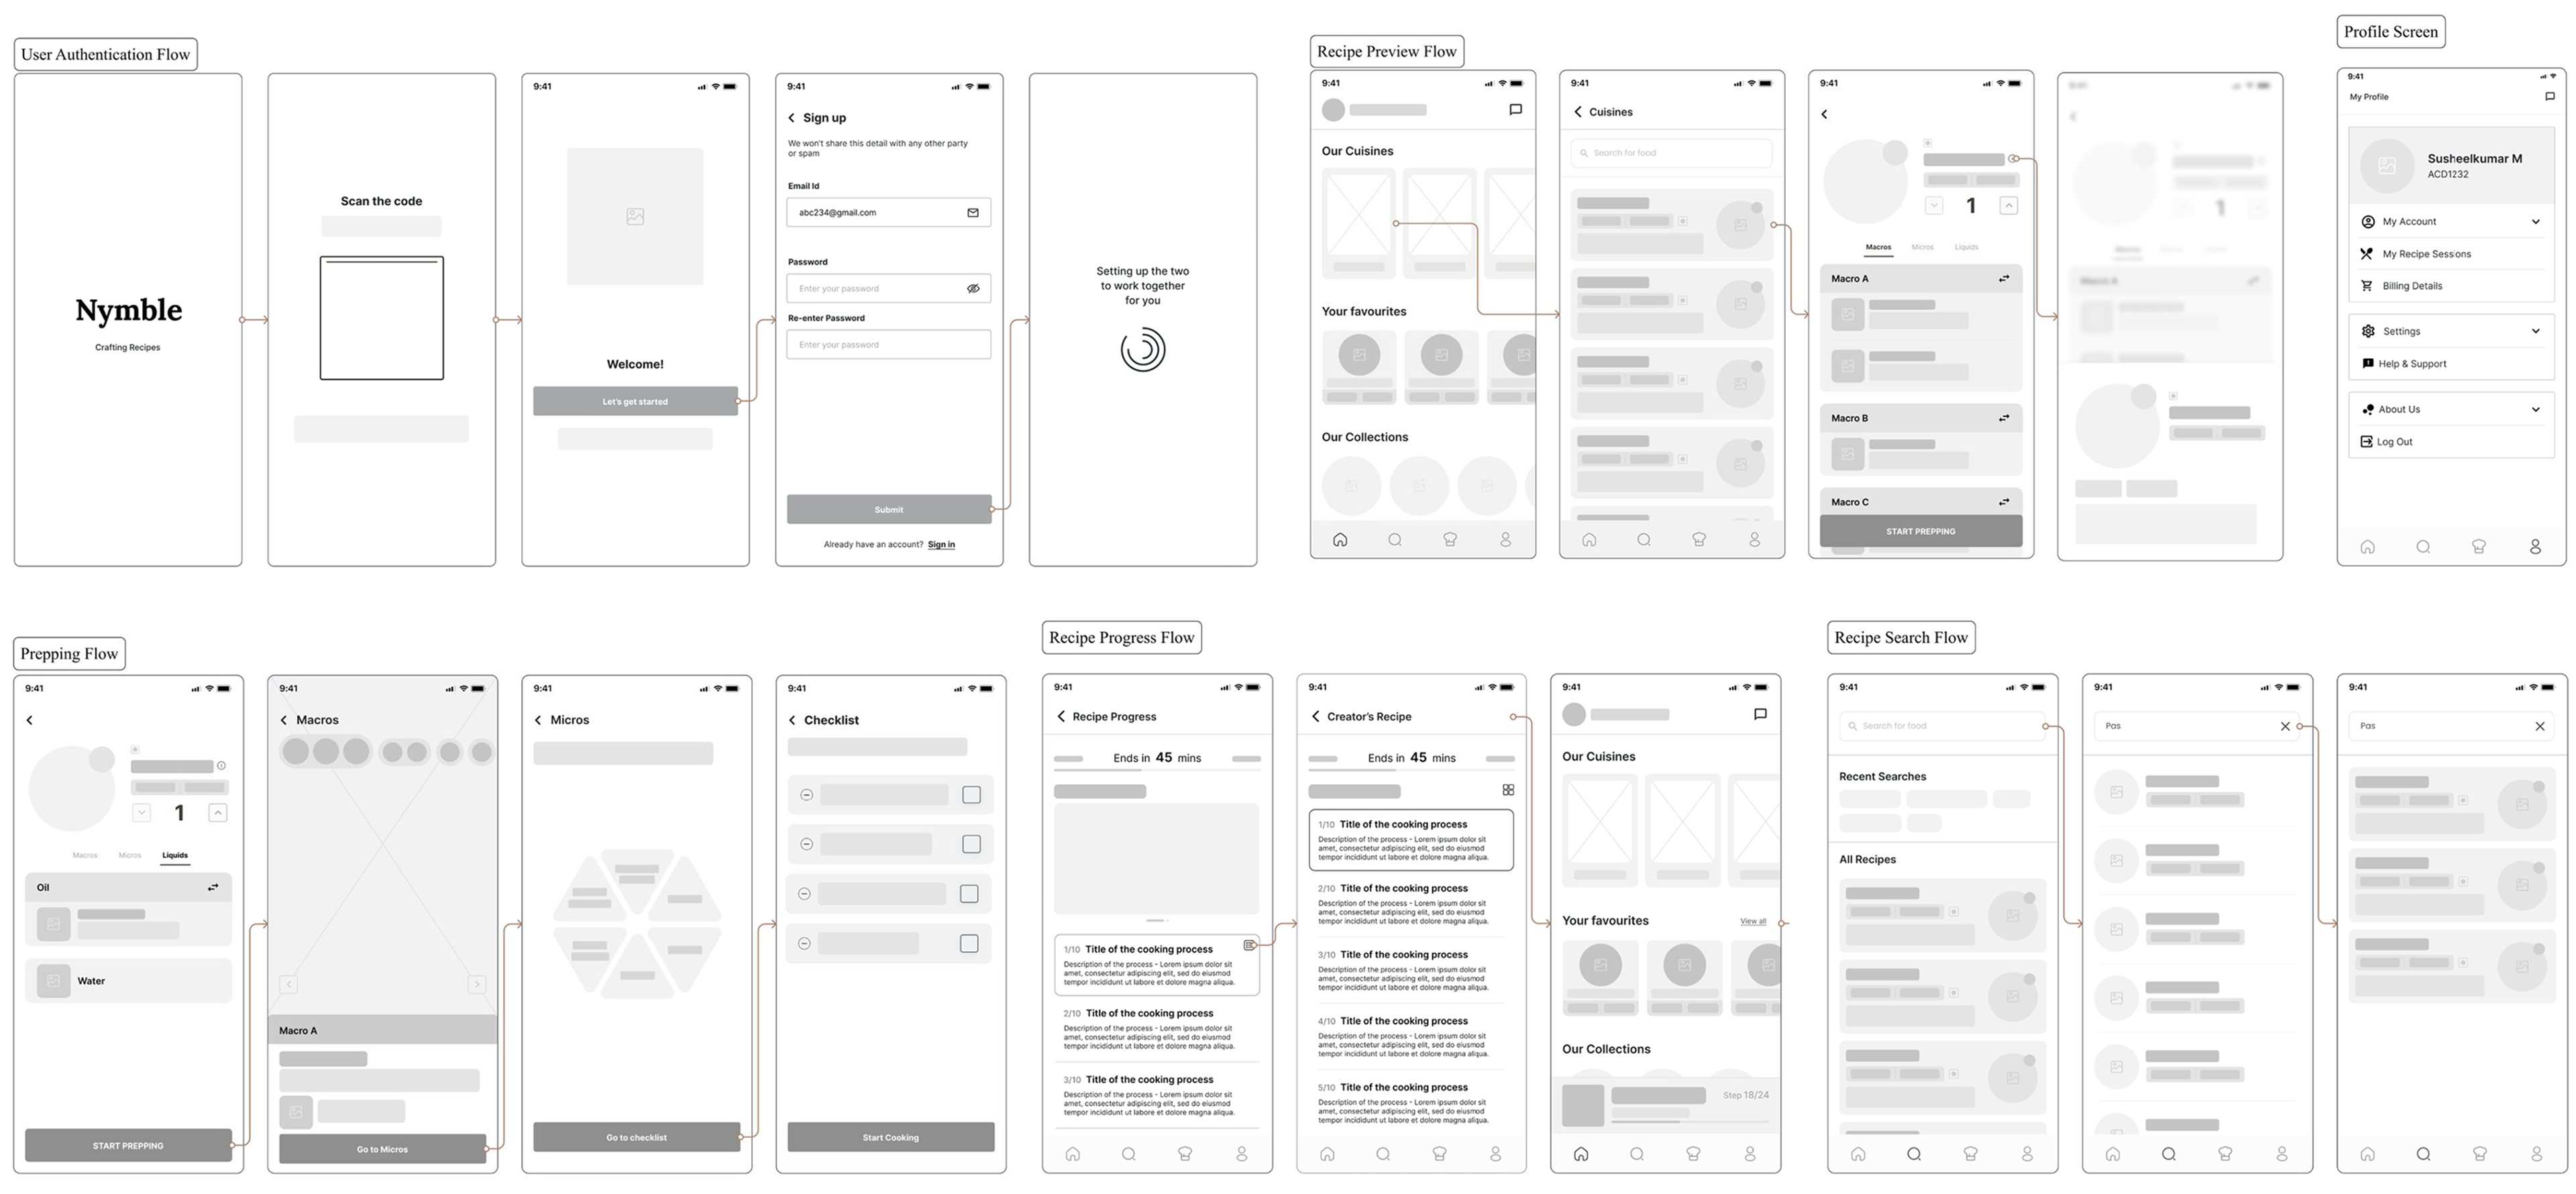 User Authentication Flow
Nymble
Crafting Recipes
Scan the code
9:41
Welcome!
Let's get started
9:41
Sign up
We won't share this detail with any other party
or spam
Email Id
abc234@gmail.com
Password
Enter your password
Re-enter Password
Enter your password
Submit
Already have an account? Sign in
Setting up the two
to work together
for you
Recipe Preview Flow
9:41
Our Cuisines
Your favourites
Our Collections
9:41
Cuisines
Search for food
9:41
1
Macros Micros Liquids
Macro A
Macro B
Macro C
START PREPPING
1
Profile Screen
9:41
My Profile
Susheelkumar M
ACD1232
My Account
My Recipe Sessions
Billing Details
Settings
Help & Support
About Us
Log Out
Prepping Flow
9:41
1
Macros Micros Liquids
Oil
Water
START PREPPING
9:41
Macros
Macro A
Go to Micros
9:41
Micros
Go to checklist
9:41
Checklist
Start Cooking
Recipe Progress Flow
9:41
Recipe Progress
Ends in 45 mins
1/10 Title of the cooking process
Description of the process - Lorem ipsum dolor sit
amet, consectetur adipiscing elit, sed do eiusmod
tempor incididunt ut labore et dolore magna aliqua.
2/10 Title of the cooking process
Description of the process - Lorem ipsum dolor sit
amet, consectetur adipiscing elit, sed do eiusmod
tempor incididunt ut labore et dolore magna aliqua.
3/10 Title of the cooking process
Description of the process - Lorem ipsum dolor sit
amet, consectetur adipiscing elit, sed do eiusmod
tempor incididunt ut labore et dolore magna aliqua.
9:41
Creator's Recipe
Ends in 45 mins
1/10 Title of the cooking process
Description of the process - Lorem ipsum dolor sit
amet, consectetur adipiscing elit, sed do eiusmod
tempor incididunt ut labore et dolore magna aliqua.
2/10 Title of the cooking process
Description of the process - Lorem ipsum dolor sit
amet, consectetur adipiscing elit, sed do eiusmod
tempor incididunt ut labore et dolore magna aliqua.
3/10 Title of the cooking process
Description of the process - Lorem ipsum dolor sit
amet, consectetur adipiscing elit, sed do eiusmod
tempor incididunt ut labore et dolore magna aliqua.
4/10 Title of the cooking process
Description of the process - Lorem ipsum dolor sit
amet, consectetur adipiscing elit, sed do eiusmod
tempor incididunt ut labore et dolore magna aliqua.
5/10 Title of the cooking process
Description of the process - Lorem ipsum dolor sit
amet, consectetur adipiscing elit, sed do eiusmod
tempor incididunt ut labore et dolore magna aliqua.
9:41
Our Cuisines
Your favourites View all
Our Collections
Step 18/24
Recipe Search Flow
9:41
Search for food
Recent Searches
All Recipes
9:41
Pas
9:41
Pas